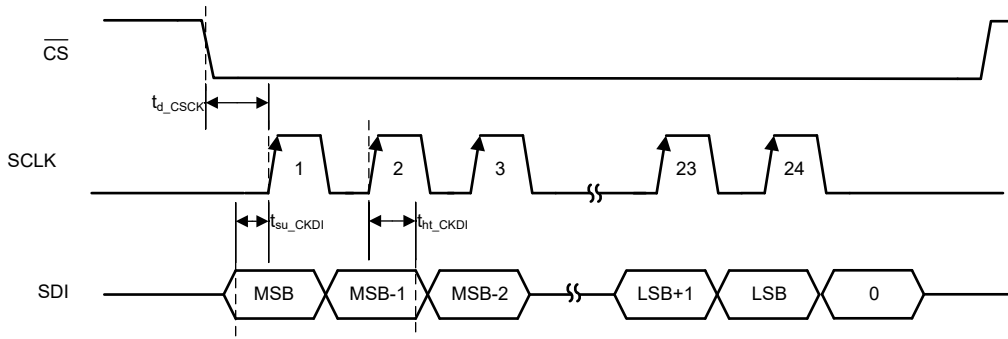 CS
t_d_CSCK
SCLK
1 2 3 23 24
t_su_CKDI t_ht_CKDI
SDI
MSB MSB-1 MSB-2 LSB+1 LSB 0